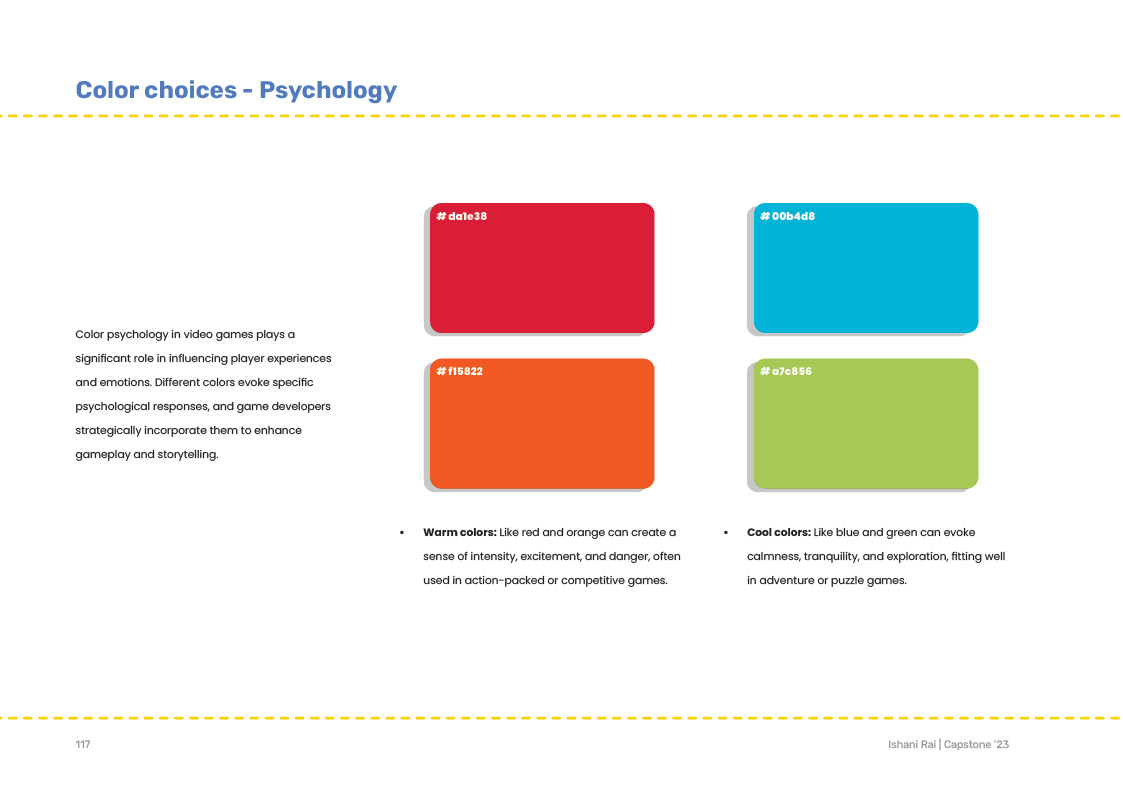 Color choices - Psychology
Color psychology in video games plays a
significant role in influencing player experiences
and emotions. Different colors evoke specific
psychological responses, and game developers
strategically incorporate them to enhance
gameplay and storytelling.
# da1e38
# 00b4d8
# f15822
# a7c856
• Warm colors: Like red and orange can create a
sense of intensity, excitement, and danger, often
used in action-packed or competitive games.
• Cool colors: Like blue and green can evoke
calmness, tranquility, and exploration, fitting well
in adventure or puzzle games.
117
Ishani Rai | Capstone '23